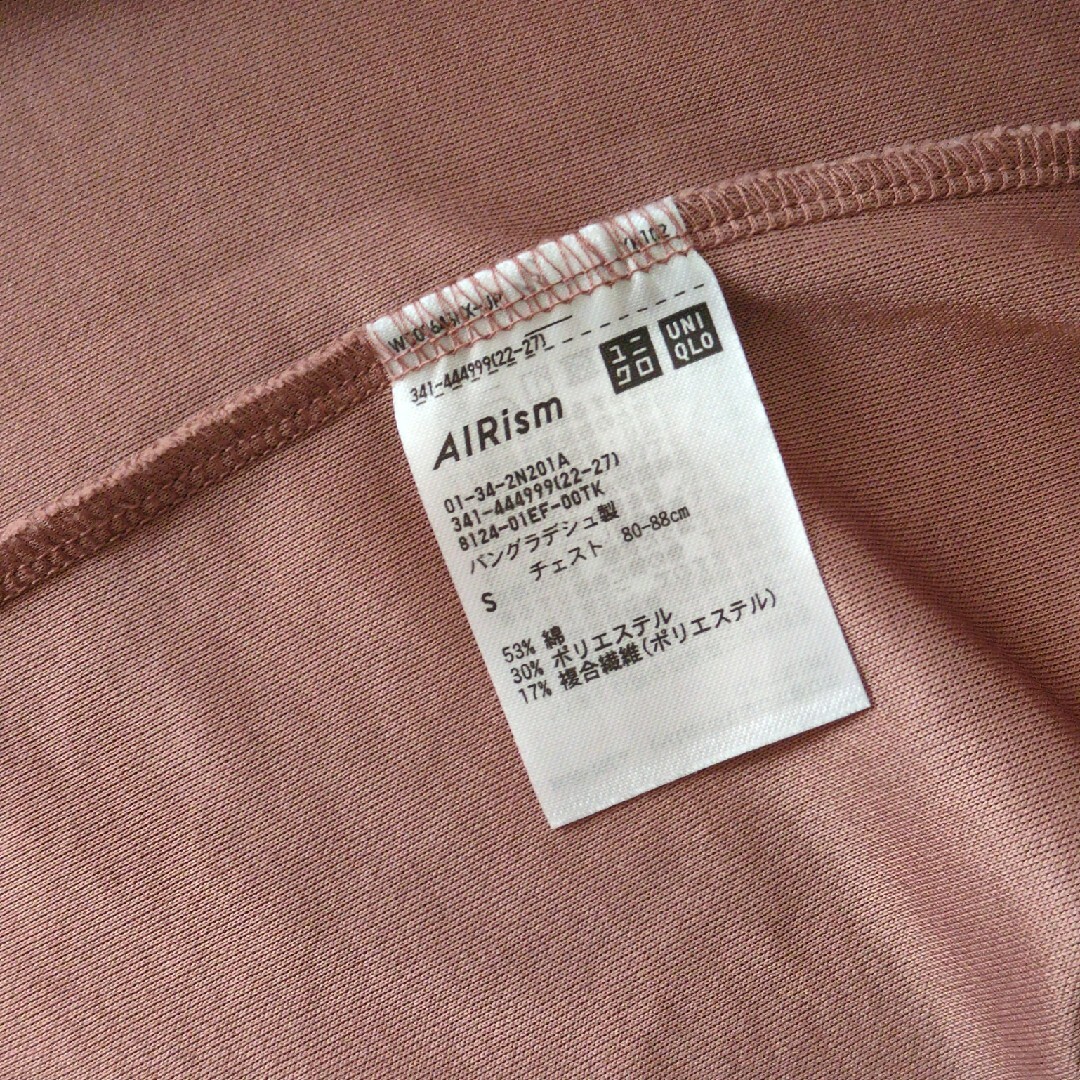 341-444999(22-27)
ユニ
クロ
UNI
QLO
AIRism
01-34-2N201A
341-444999(22-27)
8124-01EF-00TK
バングラデシュ製
チェスト 80-88cm
S
53% 綿
30% ポリエステル
17% 複合繊維(ポリエステル)